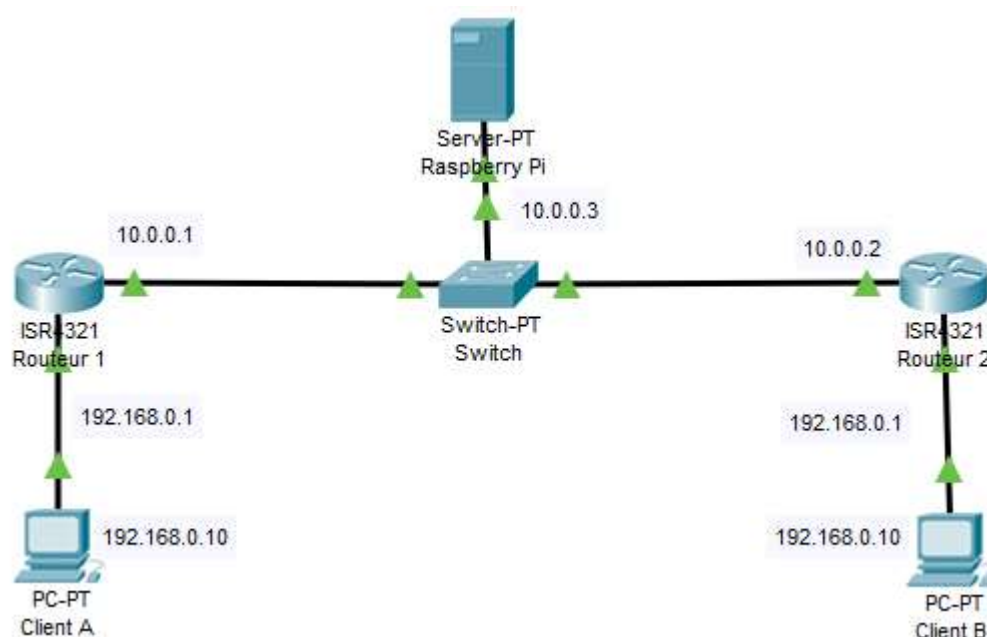 Server-PT
Raspberry Pi
10.0.0.3
10.0.0.1
10.0.0.2
ISR4321
Routeur 1
Switch-PT
Switch
ISR4321
Routeur 2
192.168.0.1
192.168.0.1
192.168.0.10
192.168.0.10
PC-PT
Client A
PC-PT
Client B